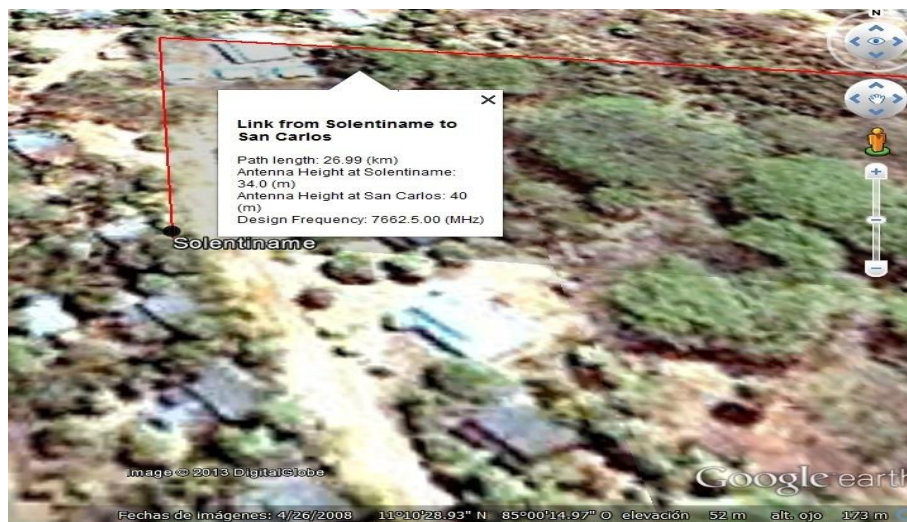 N
Link from Solentiname to
San Carlos
Path length: 26.99 (km)
Antenna Height at Solentiname:
34.0 (m)
Antenna Height at San Carlos: 40
(m)
Design Frequency: 7662.5.00 (MHz)
Solentiname
Image © 2013 DigitalGlobe
Google earth
Fechas de imágenes: 4/26/2008 11°10'28.93" N 85°00'14.97" O elevación 52 m alt. ojo 173 m